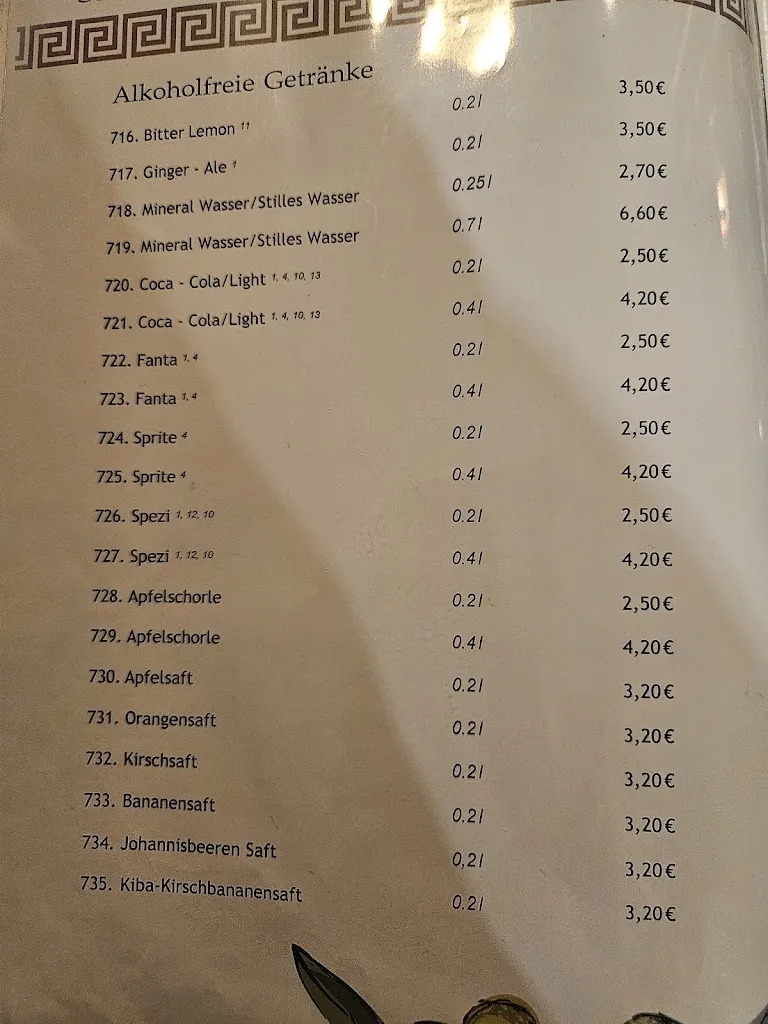 Alkoholfreie Getränke
716. Bitter Lemon 11 0.2l 3,50€
717. Ginger - Ale 1 0.2l 3,50€
718. Mineral Wasser/Stilles Wasser 0.25l 2,70€
719. Mineral Wasser/Stilles Wasser 0.7l 6,60€
720. Coca - Cola/Light 1, 4, 10, 13 0.2l 2,50€
721. Coca - Cola/Light 1, 4, 10, 13 0.4l 4,20€
722. Fanta 1, 4 0.2l 2,50€
723. Fanta 1, 4 0.4l 4,20€
724. Sprite 4 0.2l 2,50€
725. Sprite 4 0.4l 4,20€
726. Spezi 1, 12, 10 0.2l 2,50€
727. Spezi 1, 12, 10 0.4l 4,20€
728. Apfelschorle 0.2l 2,50€
729. Apfelschorle 0.4l 4,20€
730. Apfelsaft 0.2l 3,20€
731. Orangensaft 0.2l 3,20€
732. Kirschsaft 0.2l 3,20€
733. Bananensaft 0.2l 3,20€
734. Johannisbeeren Saft 0,2l 3,20€
735. Kiba-Kirschbananensaft 0.2l 3,20€